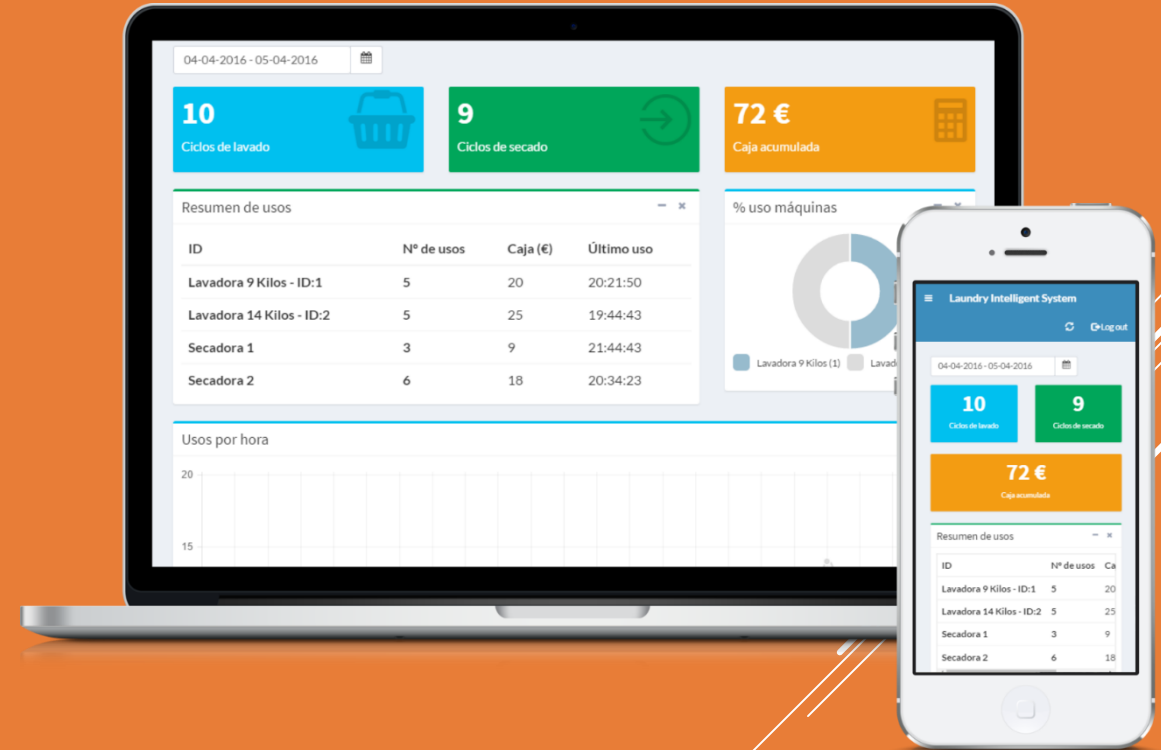 04-04-2016 - 05-04-2016
10
Ciclos de lavado
9
Ciclos de secado
72 €
Caja acumulada
Resumen de usos
ID Nº de usos Caja (€) Último uso
Lavadora 9 Kilos - ID:1 5 20 20:21:50
Lavadora 14 Kilos - ID:2 5 25 19:44:43
Secadora 1 3 9 21:44:43
Secadora 2 6 18 20:34:23
% uso máquinas
Lavadora 9 Kilos (1) Lavad
Usos por hora
20
15
Laundry Intelligent System
Log out
04-04-2016 - 05-04-2016
10
Ciclos de lavado
9
Ciclos de secado
72 €
Caja acumulada
Resumen de usos
ID Nº de usos Ca
Lavadora 9 Kilos - ID:1 5 20
Lavadora 14 Kilos - ID:2 5 25
Secadora 1 3 9
Secadora 2 6 18